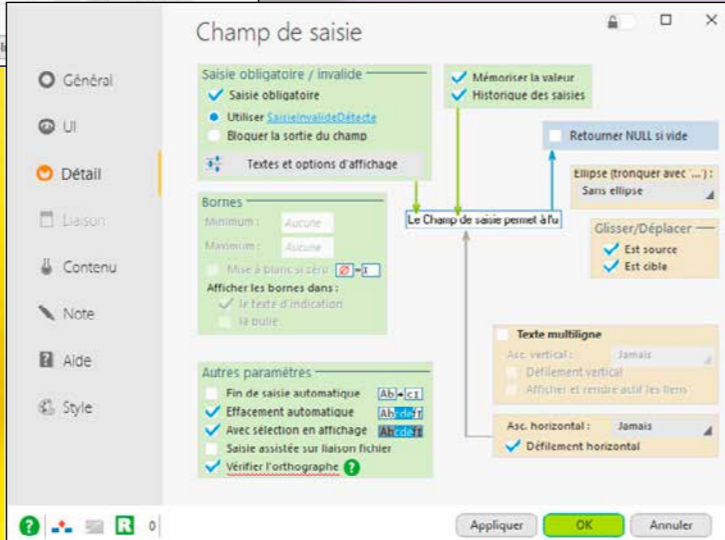 Champ de saisie
Général
UI
Détail
Liaison
Contenu
Note
Aide
Style
Saisie obligatoire / invalide
Saisie obligatoire
Utiliser SaisieInvalideDétecte
Bloquer la sortie du champ
Textes et options d'affichage
Bornes
Minimum : Aucune
Maximum : Aucune
Mise à blanc si zéro
Afficher les bornes dans :
le texte d'indication
la bulle
Autres paramètres
Fin de saisie automatique Ab cI
Effacement automatique Abcdeff
Avec sélection en affichage Abcdeff
Saisie assistée sur liaison fichier
Vérifier l'orthographe ?
Mémoriser la valeur
Historique des saisies
Retourner NULL si vide
Ellipse (tronquer avec '...') :
Sans ellipse
Le Champ de saisie permet à l'u
Glisser/Déplacer
Est source
Est cible
Texte multiligne
Asc. vertical : Jamais
Défilement vertical
Afficher et rendre actif les liens
Asc. horizontal : Jamais
Défilement horizontal
? R 0
Appliquer OK Annuler